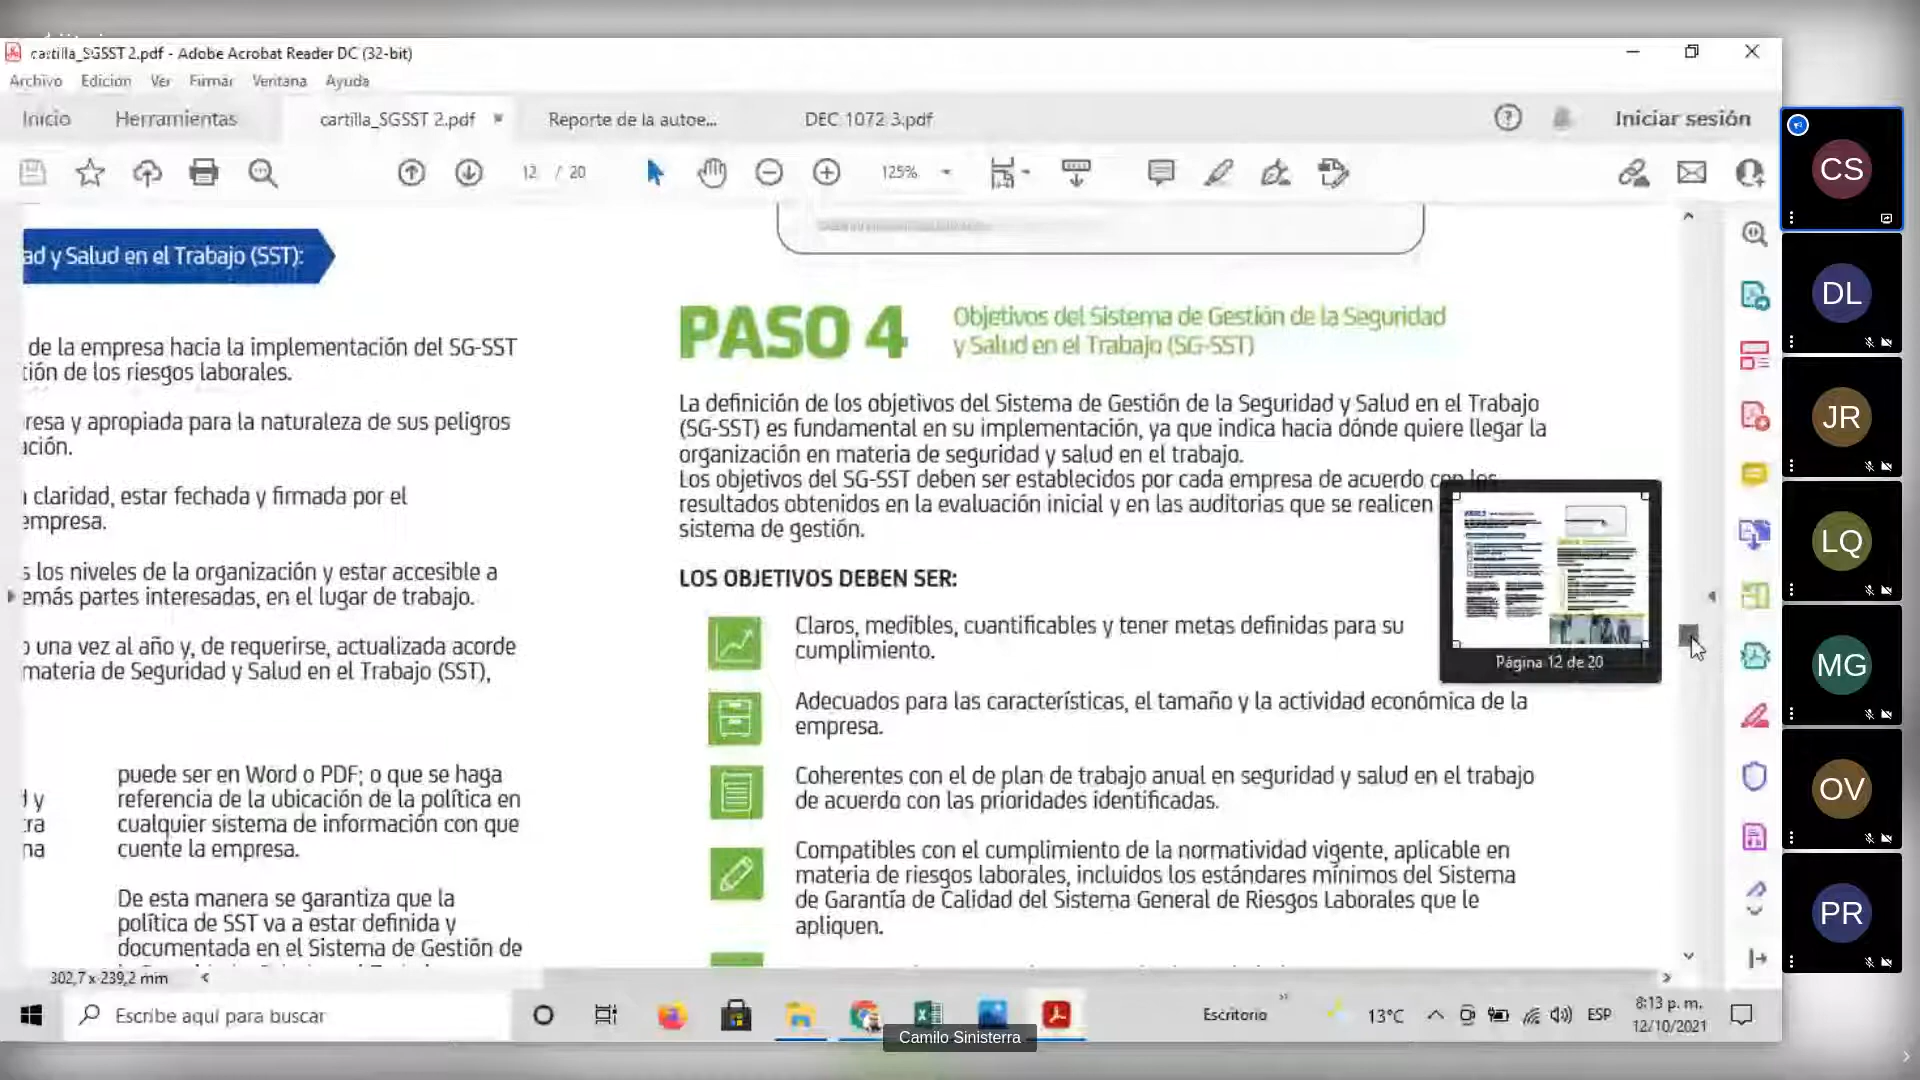 cartilla_SGSST 2.pdf - Adobe Acrobat Reader DC (32-bit)
Archivo Edicion Ver Firmar Ventana Ayuda
Inicio Herramientas cartilla_SGSST 2.pdf Reporte de la autoe... DEC 1072 3.pdf Iniciar sesión
12 / 20 125%
ad y Salud en el Trabajo (SST):
de la empresa hacia la implementación del SG-SST
ión de los riesgos laborales.
resa y apropiada para la naturaleza de sus peligros
ación.
claridad, estar fechada y firmada por el
empresa.
s los niveles de la organización y estar accesible a
emás partes interesadas, en el lugar de trabajo.
o una vez al año y, de requerirse, actualizada acorde
materia de Seguridad y Salud en el Trabajo (SST),
y
ra
na
puede ser en Word o PDF; o que se haga
referencia de la ubicación de la política en
cualquier sistema de información con que
cuente la empresa.
De esta manera se garantiza que la
política de SST va a estar definida y
documentada en el Sistema de Gestión de
PASO 4
Objetivos del Sistema de Gestión de la Seguridad
y Salud en el Trabajo (SG-SST)
La definición de los objetivos del Sistema de Gestión de la Seguridad y Salud en el Trabajo
(SG-SST) es fundamental en su implementación, ya que indica hacia dónde quiere llegar la
organización en materia de seguridad y salud en el trabajo.
Los objetivos del SG-SST deben ser establecidos por cada empresa de acuerdo con los
resultados obtenidos en la evaluación inicial y en las auditorias que se realicen
sistema de gestión.
LOS OBJETIVOS DEBEN SER:
Claros, medibles, cuantificables y tener metas definidas para su
cumplimiento.
Adecuados para las características, el tamaño y la actividad económica de la
empresa.
Coherentes con el de plan de trabajo anual en seguridad y salud en el trabajo
de acuerdo con las prioridades identificadas.
Compatibles con el cumplimiento de la normatividad vigente, aplicable en
materia de riesgos laborales, incluidos los estándares mínimos del Sistema
de Garantía de Calidad del Sistema General de Riesgos Laborales que le
apliquen.
Página 12 de 20
302,7 x 239,2 mm
Escribe aquí para buscar
Escritorio
13°C
ESP
8:13 p. m.
12/10/2021
Camilo Sinisterra
CS
DL
JR
LQ
MG
OV
PR